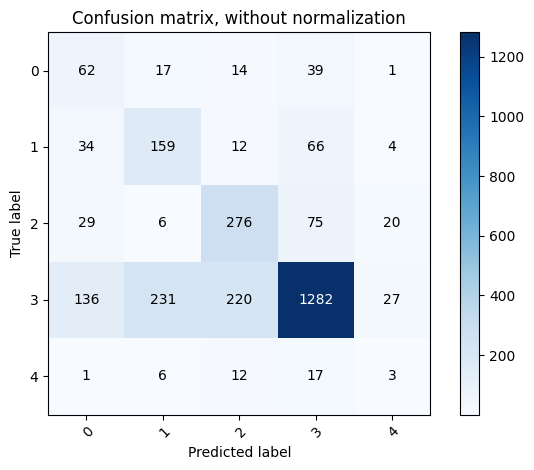 Confusion matrix, without normalization
0 62 17 14 39 1
1 34 159 12 66 4
2 29 6 276 75 20
3 136 231 220 1282 27
4 1 6 12 17 3
0 1 2 3 4
True label
Predicted label
1200
1000
800
600
400
200